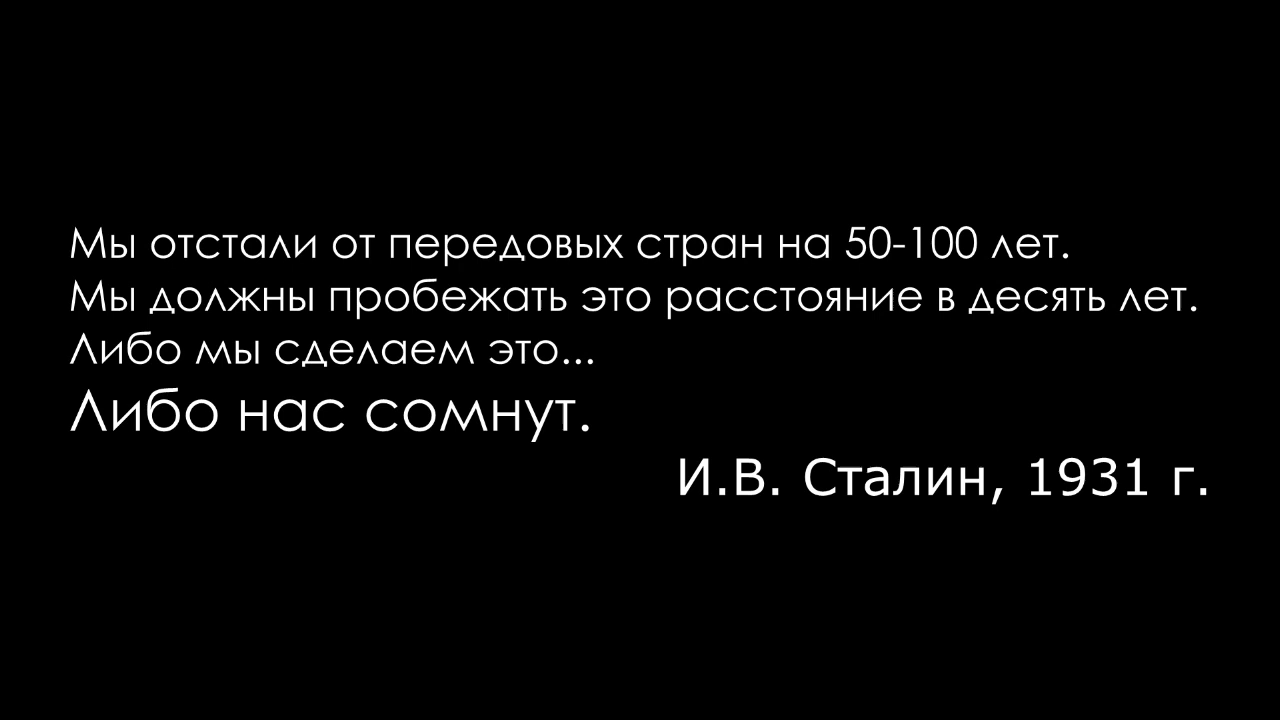 Мы отстали от передовых стран на 50-100 лет.
Мы должны пробежать это расстояние в десять лет.
Либо мы сделаем это...
Либо нас сомнут.
И.В. Сталин, 1931 г.